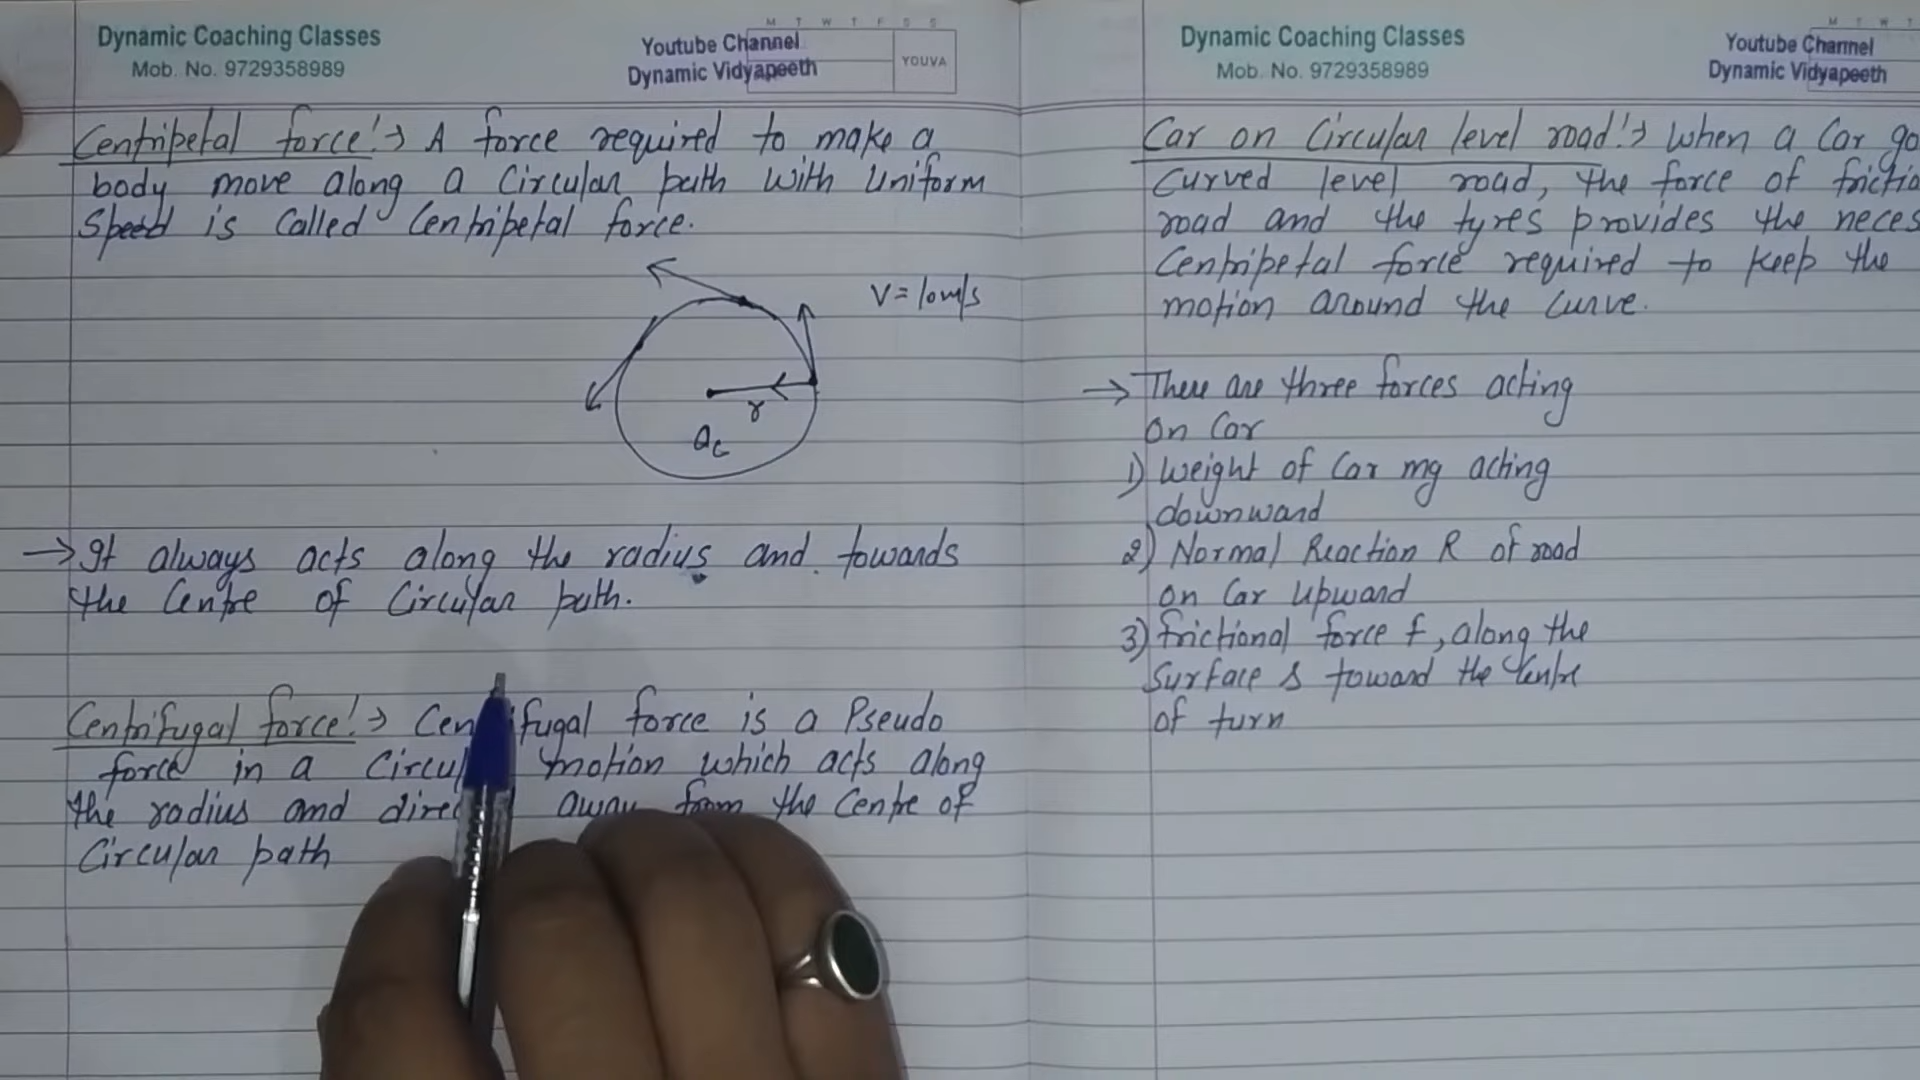 Dynamic Coaching Classes
Mob. No. 9729358989
M T W T F S S
Youtube Channel
Dynamic Vidyapeeth
YOUVA
Centripetal force:→ A force required to make a
body move along a Circular path with Uniform
Speed is Called Centripetal force.
V = 10m/s
r
ac
→ It always acts along the radius and towards
the Centre of Circular path.
Centrifugal force:→ Centrifugal force is a Pseudo
force in a Circular motion which acts along
the radius and away from the Centre of
Circular path
Dynamic Coaching Classes
Mob. No. 9729358989
M T W T
Youtube Channel
Dynamic Vidyapeeth
Car on Circular level road:→ When a Car go
Curved level road, the force of frictio
road and the tyres provides the neces
Centripetal force required to keep the
motion around the Curve.
→ There are three forces acting
on Car
1) Weight of Car mg acting
downward
2) Normal Reaction R of road
on Car Upward
3) frictional force f, along the
Surface & toward the Centre
of turn